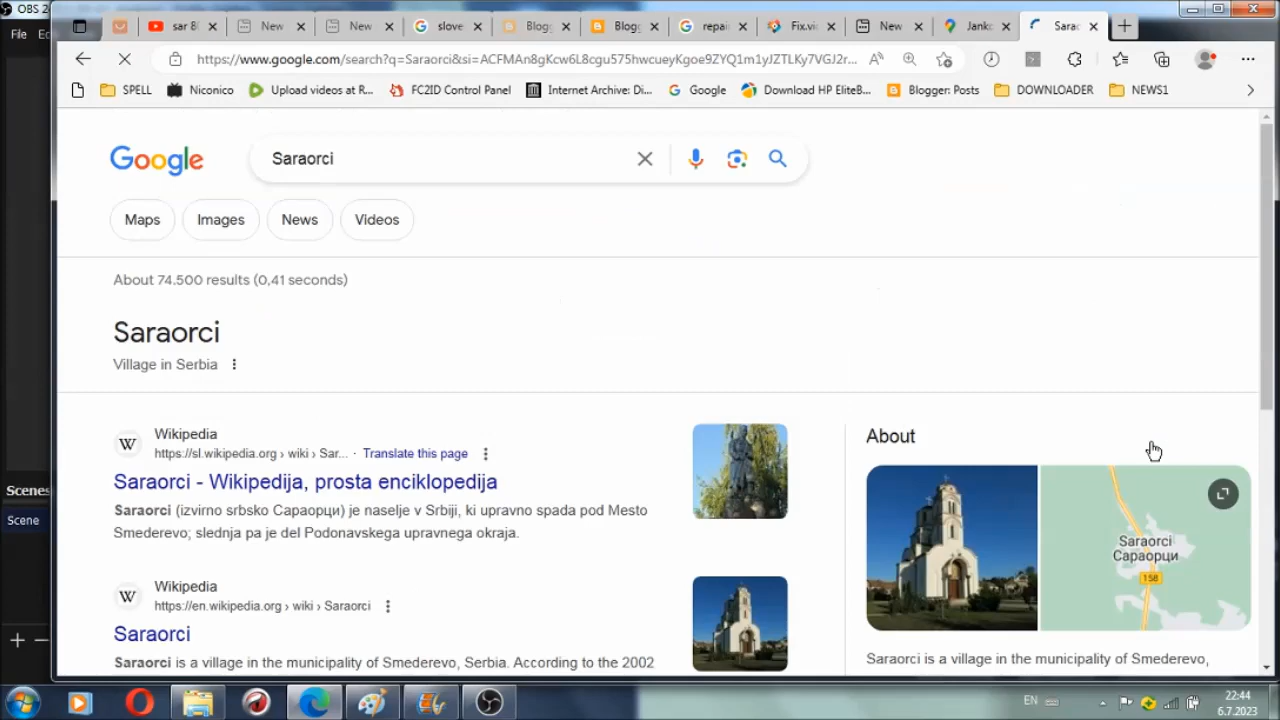 OBS 2
sar 8
New
New
slove
Blogg
Blogg
repai
Fix.vi
New
Janko
Sarao
File
https://www.google.com/search?q=Saraorci&si=ACFMAn8gKcw6L8cgu575hwcueyKgoe9ZYQ1m1yJZTLKy7VGJ2r...
SPELL
Niconico
Upload videos at R...
FC2ID Control Panel
Internet Archive: Di...
Google
Download HP EliteB...
Blogger: Posts
DOWNLOADER
NEWS1
Google
Saraorci
Maps
Images
News
Videos
About 74.500 results (0,41 seconds)
Saraorci
Village in Serbia
Wikipedia
https://sl.wikipedia.org › wiki › Sar... · Translate this page
Saraorci - Wikipedija, prosta enciklopedija
Saraorci (izvirno srbsko Сараорци) je naselje v Srbiji, ki upravno spada pod Mesto
Smederevo; slednja pa je del Podonavskega upravnega okraja.
Wikipedia
https://en.wikipedia.org › wiki › Saraorci
Saraorci
Saraorci is a village in the municipality of Smederevo, Serbia. According to the 2002
About
Saraorci
Сараорци
158
Saraorci is a village in the municipality of Smederevo,
Scenes
Scene
EN
22:44
6.7.2023